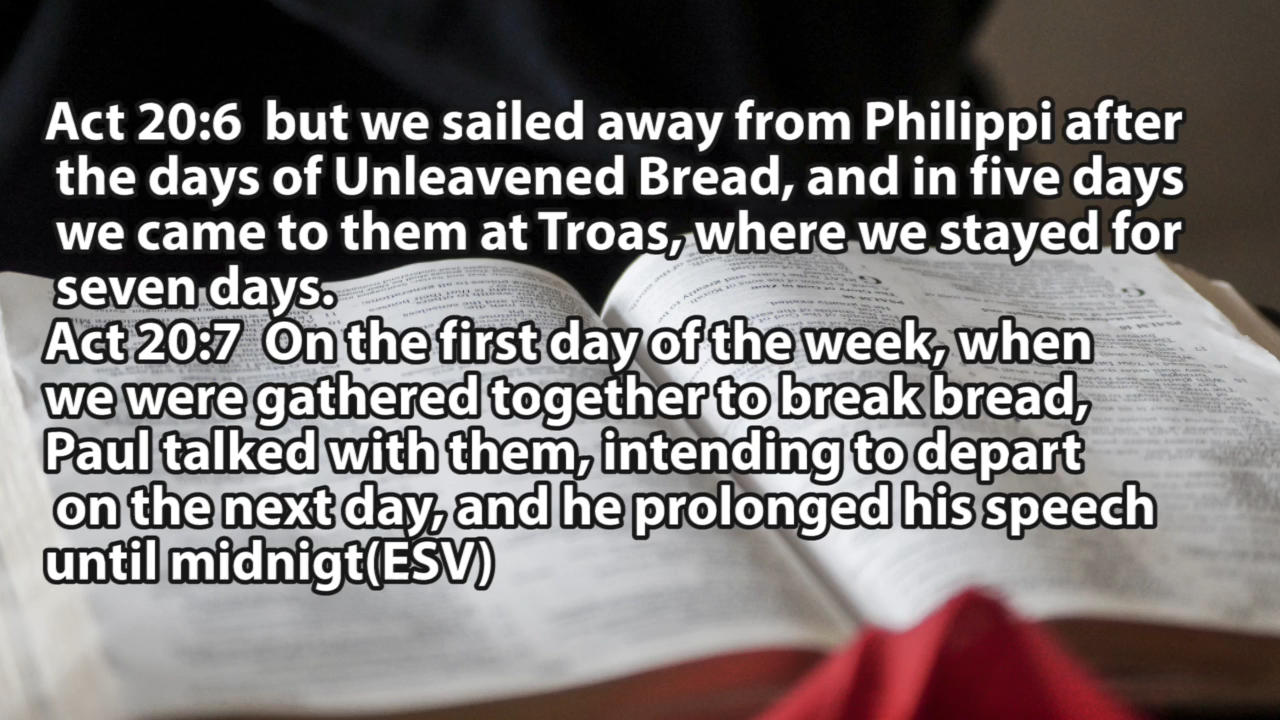 Act 20:6  but we sailed away from Philippi after
the days of Unleavened Bread, and in five days
we came to them at Troas, where we stayed for
seven days.
Act 20:7  On the first day of the week, when
we were gathered together to break bread,
Paul talked with them, intending to depart
on the next day, and he prolonged his speech
until midnigt(ESV)